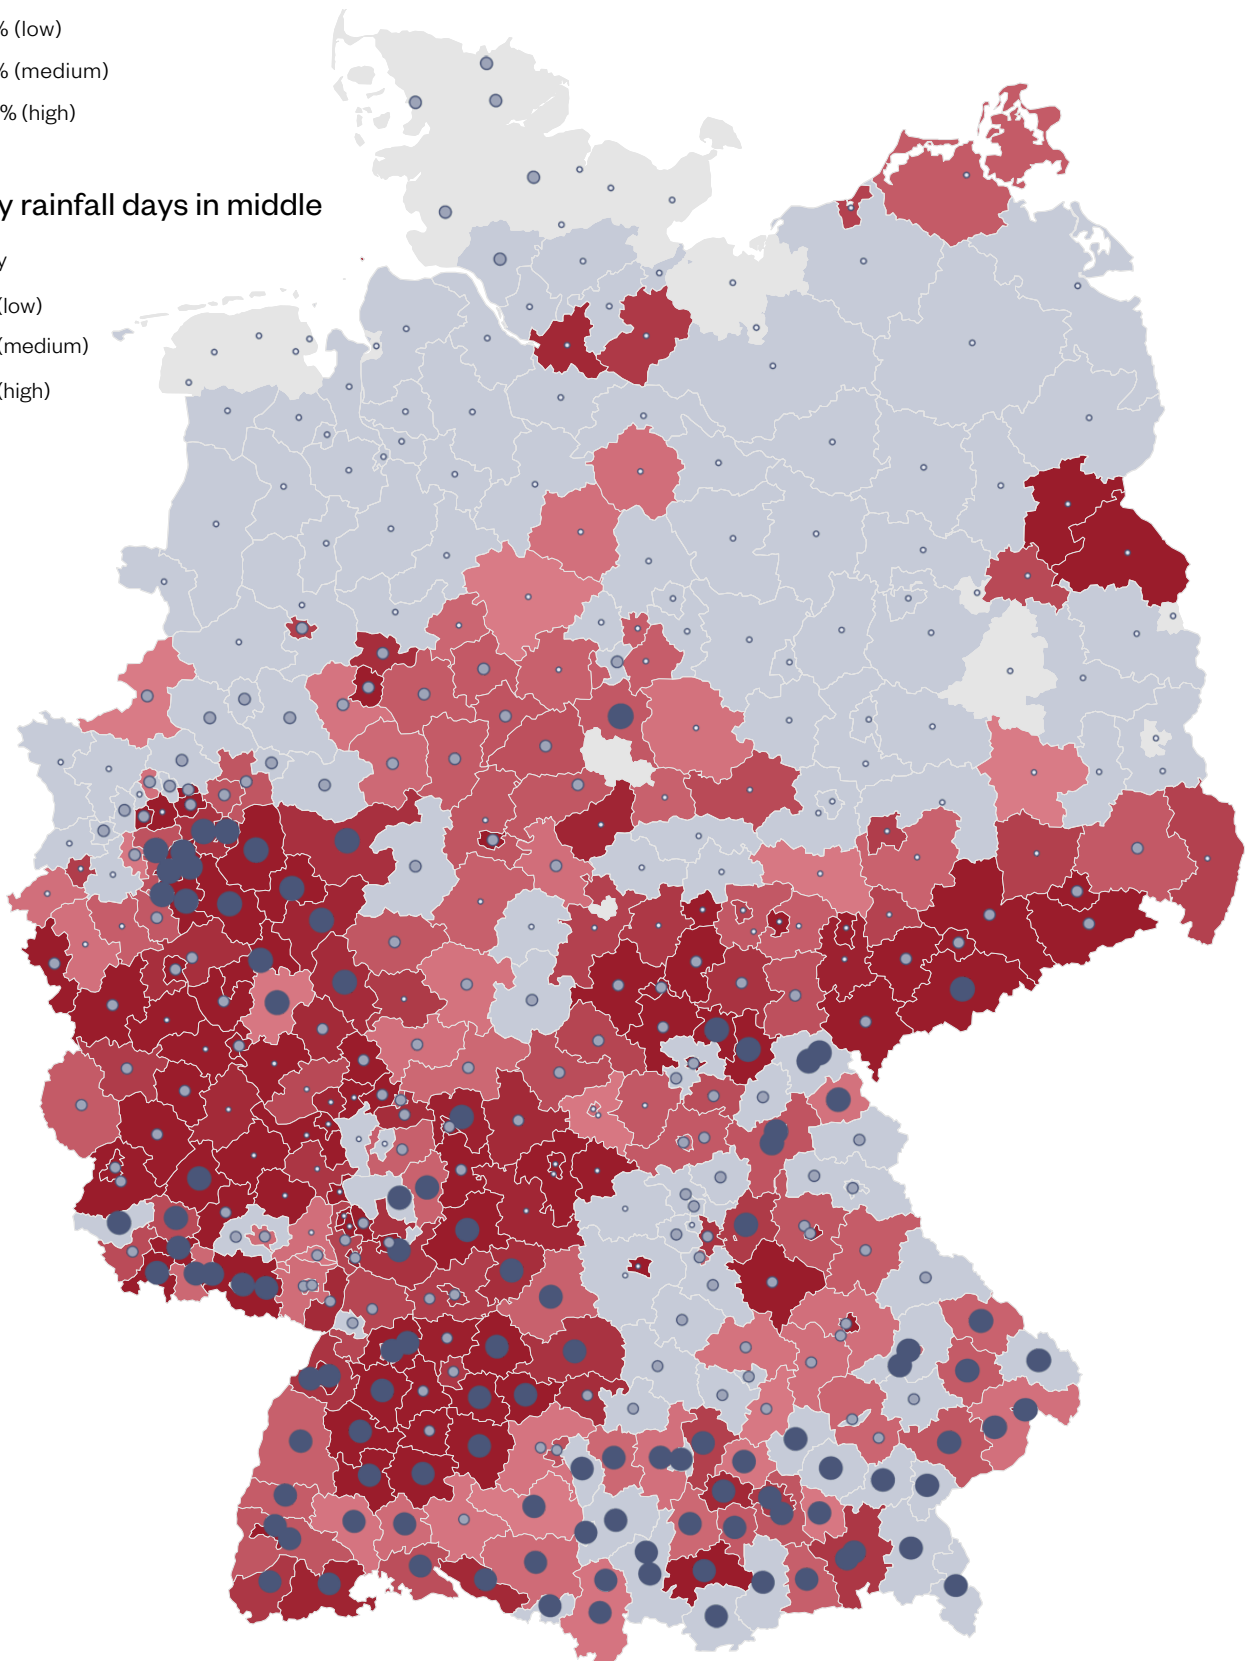 % (low)
% (medium)
% (high)
y rainfall days in middle
y
(low)
(medium)
(high)